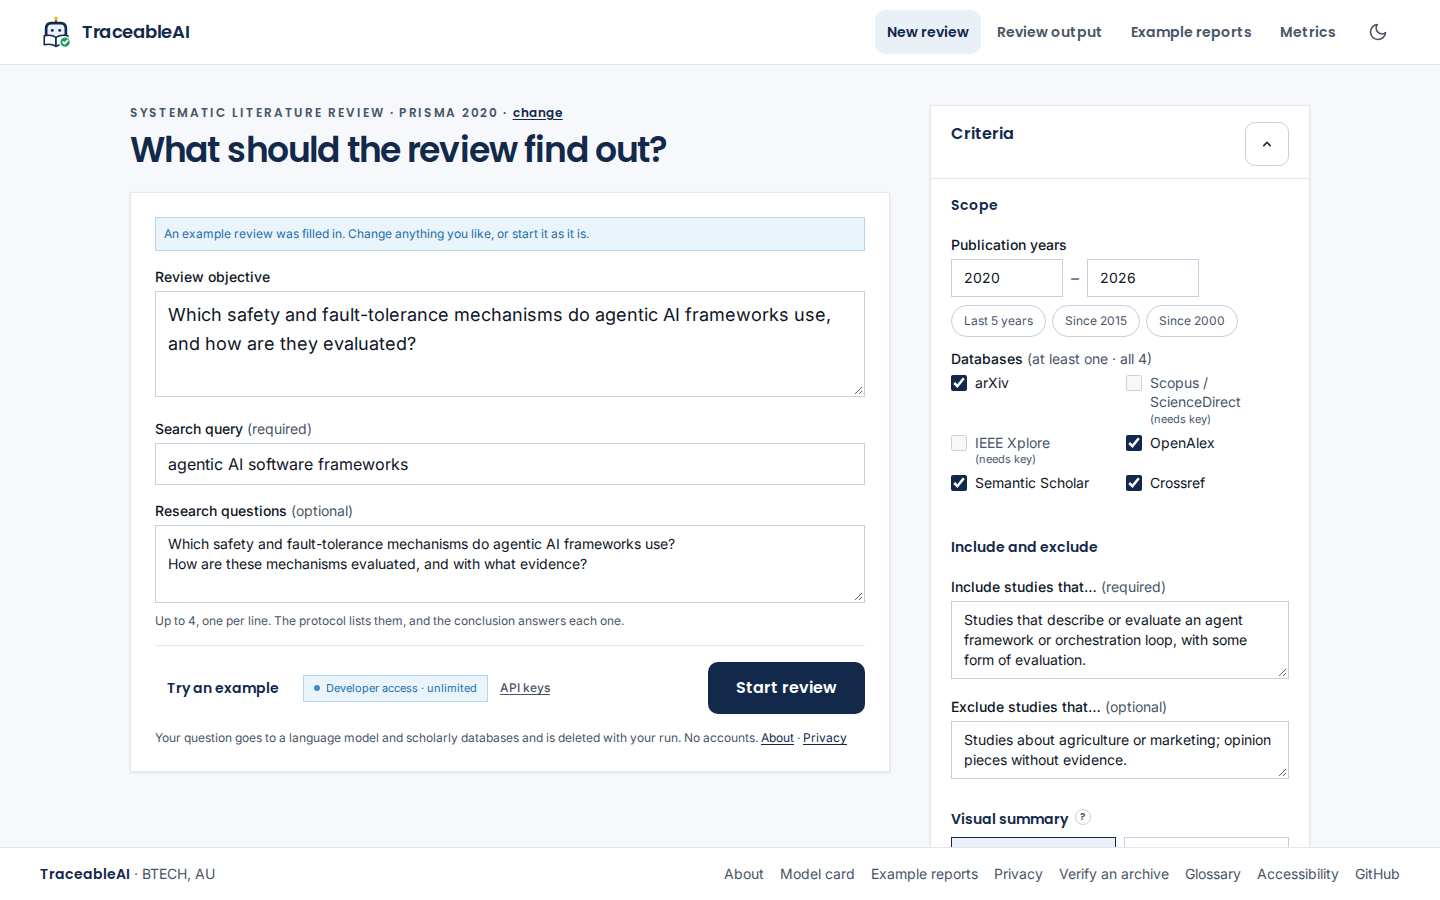 TraceableAI
New review
Review output
Example reports
Metrics
SYSTEMATIC LITERATURE REVIEW · PRISMA 2020 · change
What should the review find out?
An example review was filled in. Change anything you like, or start it as it is.
Review objective
Which safety and fault-tolerance mechanisms do agentic AI frameworks use,
and how are they evaluated?
Search query (required)
agentic AI software frameworks
Research questions (optional)
Which safety and fault-tolerance mechanisms do agentic AI frameworks use?
How are these mechanisms evaluated, and with what evidence?
Up to 4, one per line. The protocol lists them, and the conclusion answers each one.
Try an example
Developer access · unlimited
API keys
Start review
Your question goes to a language model and scholarly databases and is deleted with your run. No accounts. About · Privacy
Criteria
Scope
Publication years
2020 – 2026
Last 5 years
Since 2015
Since 2000
Databases (at least one · all 4)
arXiv
Scopus /
ScienceDirect
(needs key)
IEEE Xplore
(needs key)
OpenAlex
Semantic Scholar
Crossref
Include and exclude
Include studies that... (required)
Studies that describe or evaluate an agent
framework or orchestration loop, with some
form of evaluation.
Exclude studies that... (optional)
Studies about agriculture or marketing; opinion
pieces without evidence.
Visual summary ?
TraceableAI · BTECH, AU
About
Model card
Example reports
Privacy
Verify an archive
Glossary
Accessibility
GitHub